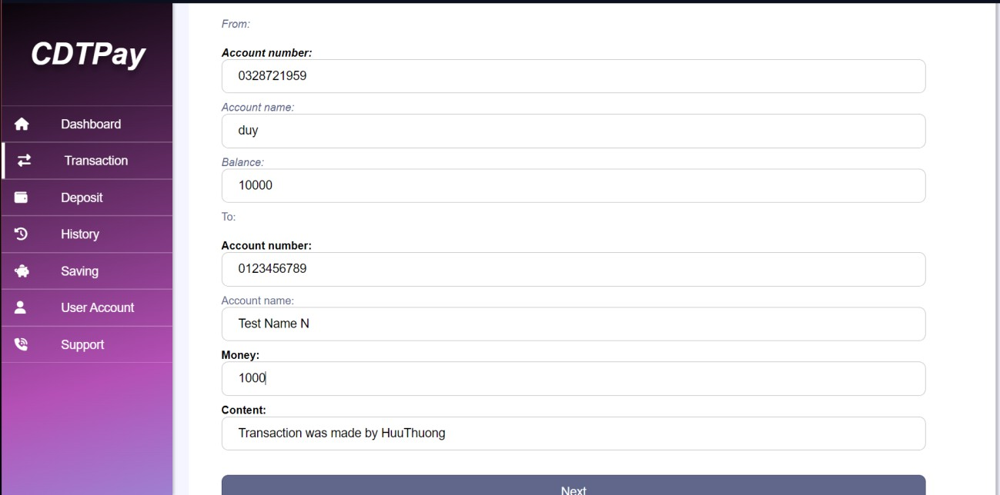 CDTPay
Dashboard
Transaction
Deposit
History
Saving
User Account
Support
From:
Account number:
0328721959
Account name:
duy
Balance:
10000
To:
Account number:
0123456789
Account name:
Test Name N
Money:
1000
Content:
Transaction was made by HuuThuong
Next